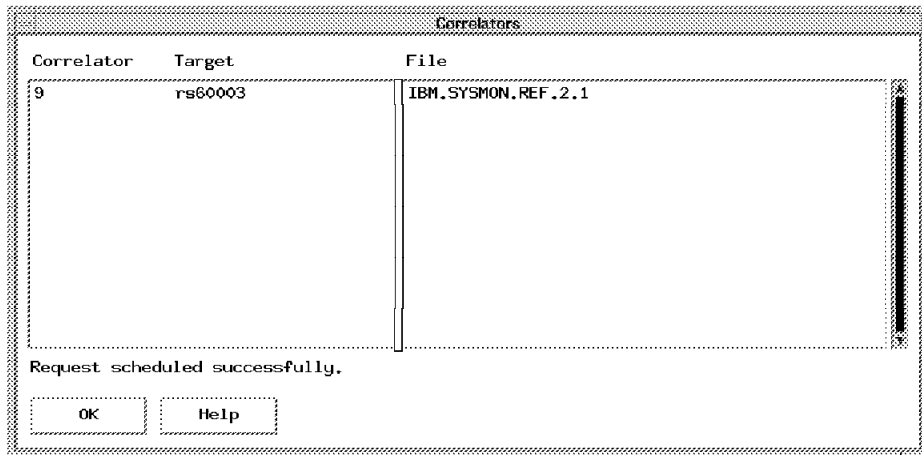 Correlators
Correlator Target File
9 rs60003 IBM.SYSMON.REF.2.1
Request scheduled successfully.
OK Help